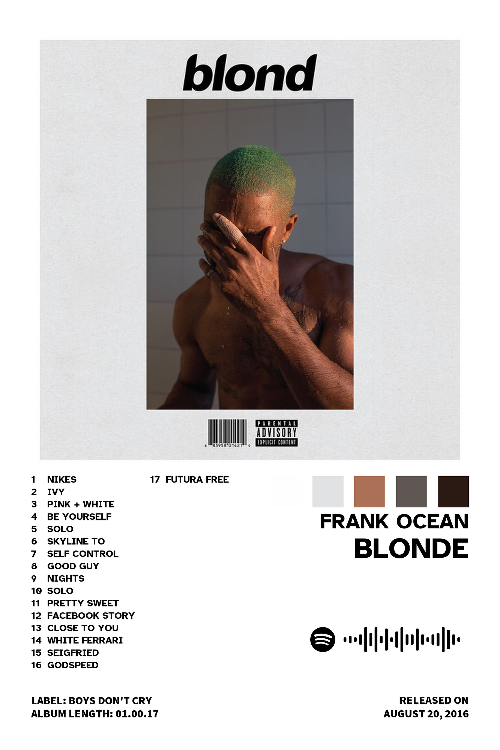 blond
PARENTAL
ADVISORY
EXPLICIT CONTENT
1 NIKES
2 IVY
3 PINK + WHITE
4 BE YOURSELF
5 SOLO
6 SKYLINE TO
7 SELF CONTROL
8 GOOD GUY
9 NIGHTS
10 SOLO
11 PRETTY SWEET
12 FACEBOOK STORY
13 CLOSE TO YOU
14 WHITE FERRARI
15 SEIGFRIED
16 GODSPEED
17 FUTURA FREE
FRANK OCEAN
BLONDE
LABEL: BOYS DON'T CRY
ALBUM LENGTH: 01.00.17
RELEASED ON
AUGUST 20, 2016